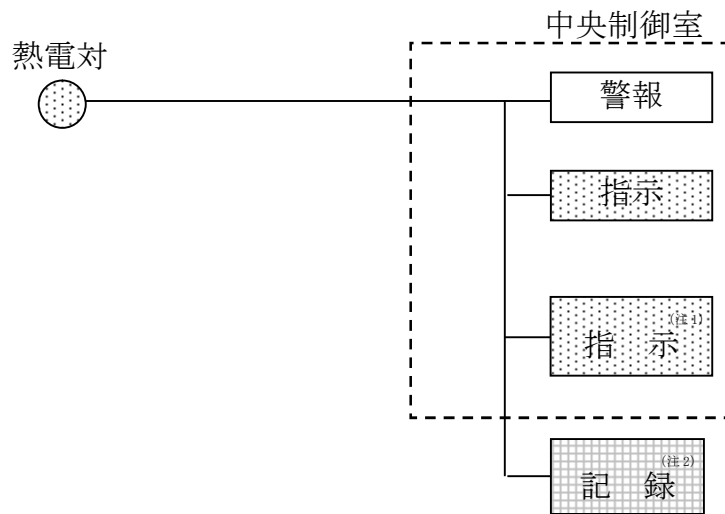 中央制御室
熱電対
警報
指示
指　示(注1)
記　録(注2)